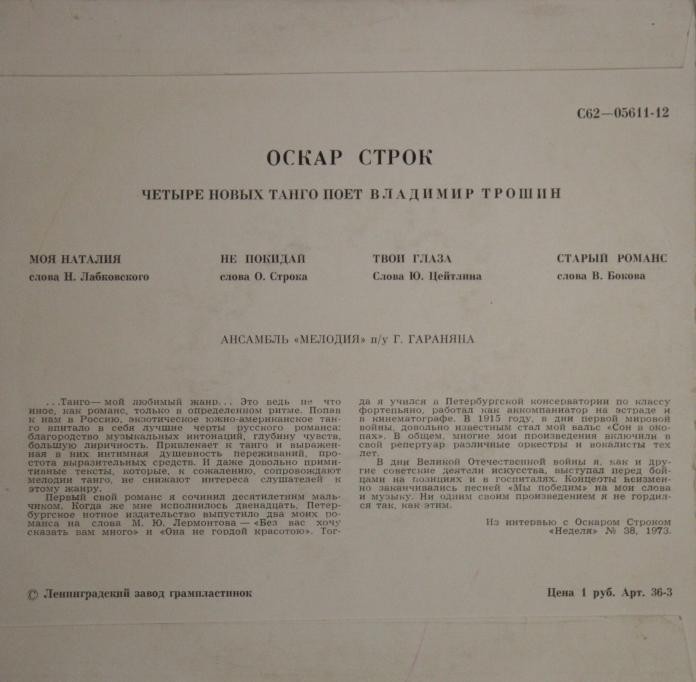 С62—05611-12
ОСКАР СТРОК
ЧЕТЫРЕ НОВЫХ ТАНГО ПОЕТ ВЛАДИМИР ТРОШИН
МОЯ НАТАЛИЯ
слова Н. Лабковского
НЕ ПОКИДАЙ
слова О. Строка
ТВОИ ГЛАЗА
Слова Ю. Цейтлина
СТАРЫЙ РОМАНС
слова В. Бокова
АНСАМБЛЬ «МЕЛОДИЯ» п/у Г. ГАРАНЯНА
...Танго — мой любимый жанр... Это ведь не что
иное, как романс, только в определенном ритме. Попав
к нам в Россию, экзотическое южно-американское тан-
го впитало в себя лучшие черты русского романса:
благородство музыкальных интонаций, глубину чувств,
большую лиричность. Привлекает к танго и выражен-
ная в них интимная душевность переживаний, про-
стота выразительных средств. И даже довольно прими-
тивные тексты, которые, к сожалению, сопровождают
мелодии танго, не снижают интереса слушателей к
этому жанру.
Первый свой романс я сочинил десятилетним маль-
чиком. Когда же мне исполнилось двенадцать, Петер-
бургское нотное издательство выпустило два моих ро-
манса на слова М. Ю. Лермонтова — «Без вас хочу
сказать вам много» и «Она не гордой красотою». Тог-
да я учился в Петербургской консерватории по классу
фортепьяно, работал как аккомпаниатор на эстраде и
в кинематографе. В 1915 году, в дни первой мировой
войны, довольно известным стал мой вальс «Сон в око-
пах». В общем, многие мои произведения включили в
свой репертуар различные оркестры и вокалисты тех
лет.
В дни Великой Отечественной войны я, как и дру-
гие советские деятели искусства, выступал перед бой-
цами на позициях и в госпиталях. Концерты неизмен-
но заканчивались песней «Мы победим» на мои слова
и музыку. Ни одним своим произведением я не гордил-
ся так, как этим.
Из интервью с Оскаром Строком
«Неделя» № 38, 1973.
© Ленинградский завод грампластинок
Цена 1 руб. Арт. 36-3